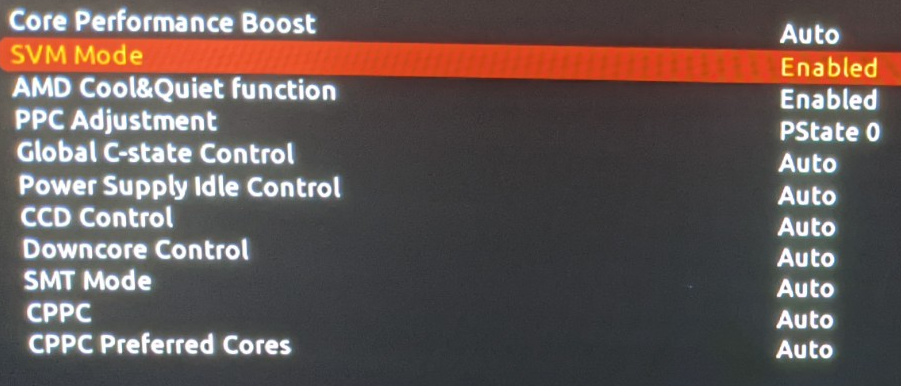 Core Performance Boost Auto
SVM Mode Enabled
AMD Cool&Quiet function Enabled
PPC Adjustment PState 0
Global C-state Control Auto
Power Supply Idle Control Auto
CCD Control Auto
Downcore Control Auto
SMT Mode Auto
CPPC Auto
CPPC Preferred Cores Auto